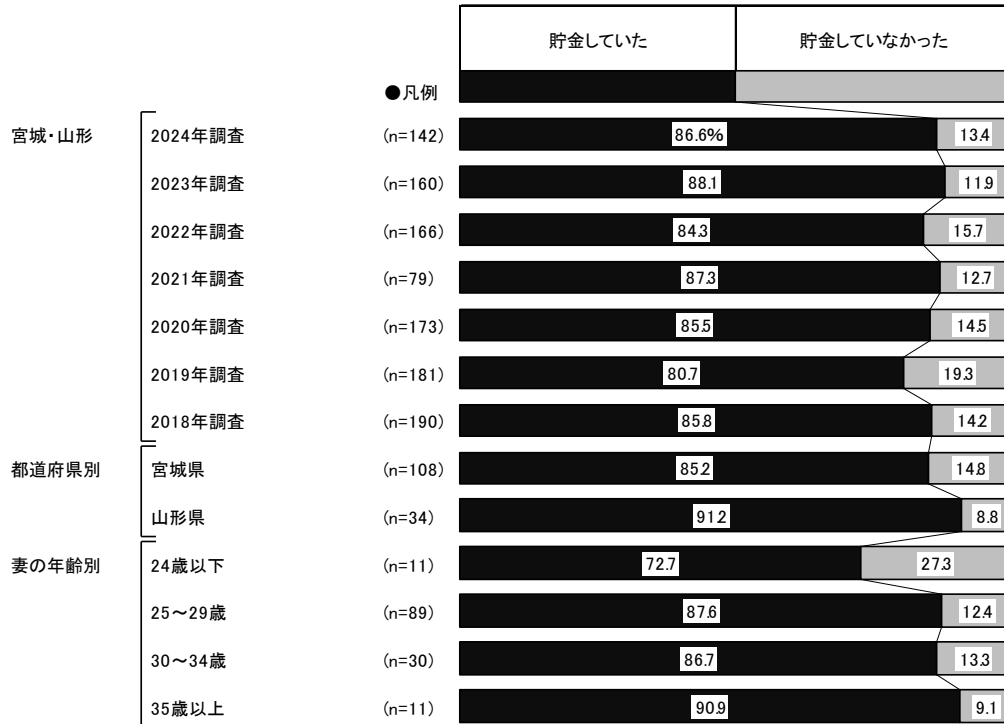 貯金していた 貯金していなかった
●凡例
宮城・山形 2024年調査 (n=142) 86.6% 13.4
2023年調査 (n=160) 88.1 11.9
2022年調査 (n=166) 84.3 15.7
2021年調査 (n=79) 87.3 12.7
2020年調査 (n=173) 85.5 14.5
2019年調査 (n=181) 80.7 19.3
2018年調査 (n=190) 85.8 14.2
都道府県別 宮城県 (n=108) 85.2 14.8
山形県 (n=34) 91.2 8.8
妻の年齢別 24歳以下 (n=11) 72.7 27.3
25～29歳 (n=89) 87.6 12.4
30～34歳 (n=30) 86.7 13.3
35歳以上 (n=11) 90.9 9.1